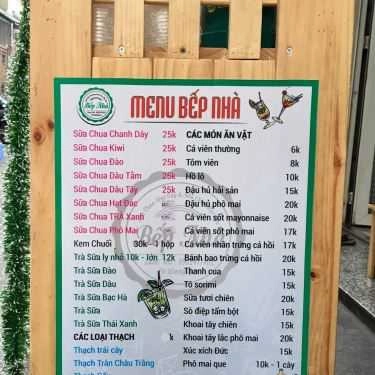 Bếp Nhà
MENU BẾP NHÀ
Sữa Chua Chanh Dây 25k
Sữa Chua Kiwi 25k
Sữa Chua Đào 25k
Sữa Chua Dâu Tằm 25k
Sữa Chua Dâu Tây 25k
Sữa Chua Hạt Đác
Sữa Chua TRÀ Xanh
Sữa Chua Phô Mai
Kem Chuối 30k - 1 hộp
Trà Sữa ly nhỏ 10k - lớn 12k
Trà Sữa Đào
Trà Sữa Dâu
Trà Sữa Bạc Hà
Trà Sữa
Trà Sữa Thái Xanh
CÁC LOẠI THẠCH k
Thạch trái cây
Thạch Trân Châu Trắng
CÁC MÓN ĂN VẶT
Cá viên thường 6k
Tôm viên 8k
Hồ lô 10k
Đậu hủ hải sản 15k
Đậu hủ phô mai 20k
Cá viên sốt mayonnaise 20k
Cá viên sốt phô mai 17k
Cá viên nhân trứng cá hồi 17k
Bánh bao trứng cá hồi 20k
Thanh cua 15k
Tô sorimi 15k
Sữa tươi chiên 20k
Sò điệp tấm bột 15k
Khoai tây chiên 15k
Khoai tây lắc phô mai 20k
Xúc xích Đức 15k
Phô mai que 10k - 1 cây